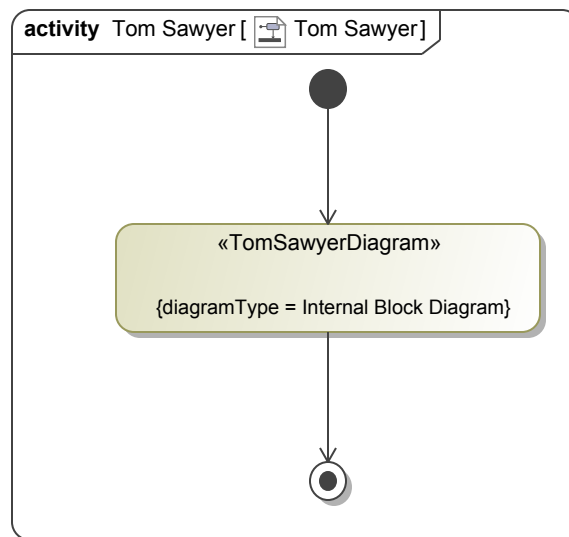 activity Tom Sawyer [ Tom Sawyer]
«TomSawyerDiagram»
{diagramType = Internal Block Diagram}